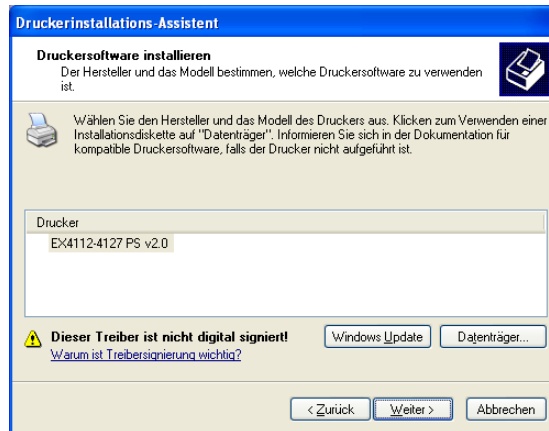 Druckerinstallations-Assistent
Druckersoftware installieren
Der Hersteller und das Modell bestimmen, welche Druckersoftware zu verwenden
ist.
Wählen Sie den Hersteller und das Modell des Druckers aus. Klicken zum Verwenden einer
Installationsdiskette auf "Datenträger". Informieren Sie sich in der Dokumentation für
kompatible Druckersoftware, falls der Drucker nicht aufgeführt ist.
Drucker
EX4112-4127 PS v2.0
Dieser Treiber ist nicht digital signiert!
Warum ist Treibersignierung wichtig?
Windows Update
Datenträger...
< Zurück
Weiter >
Abbrechen